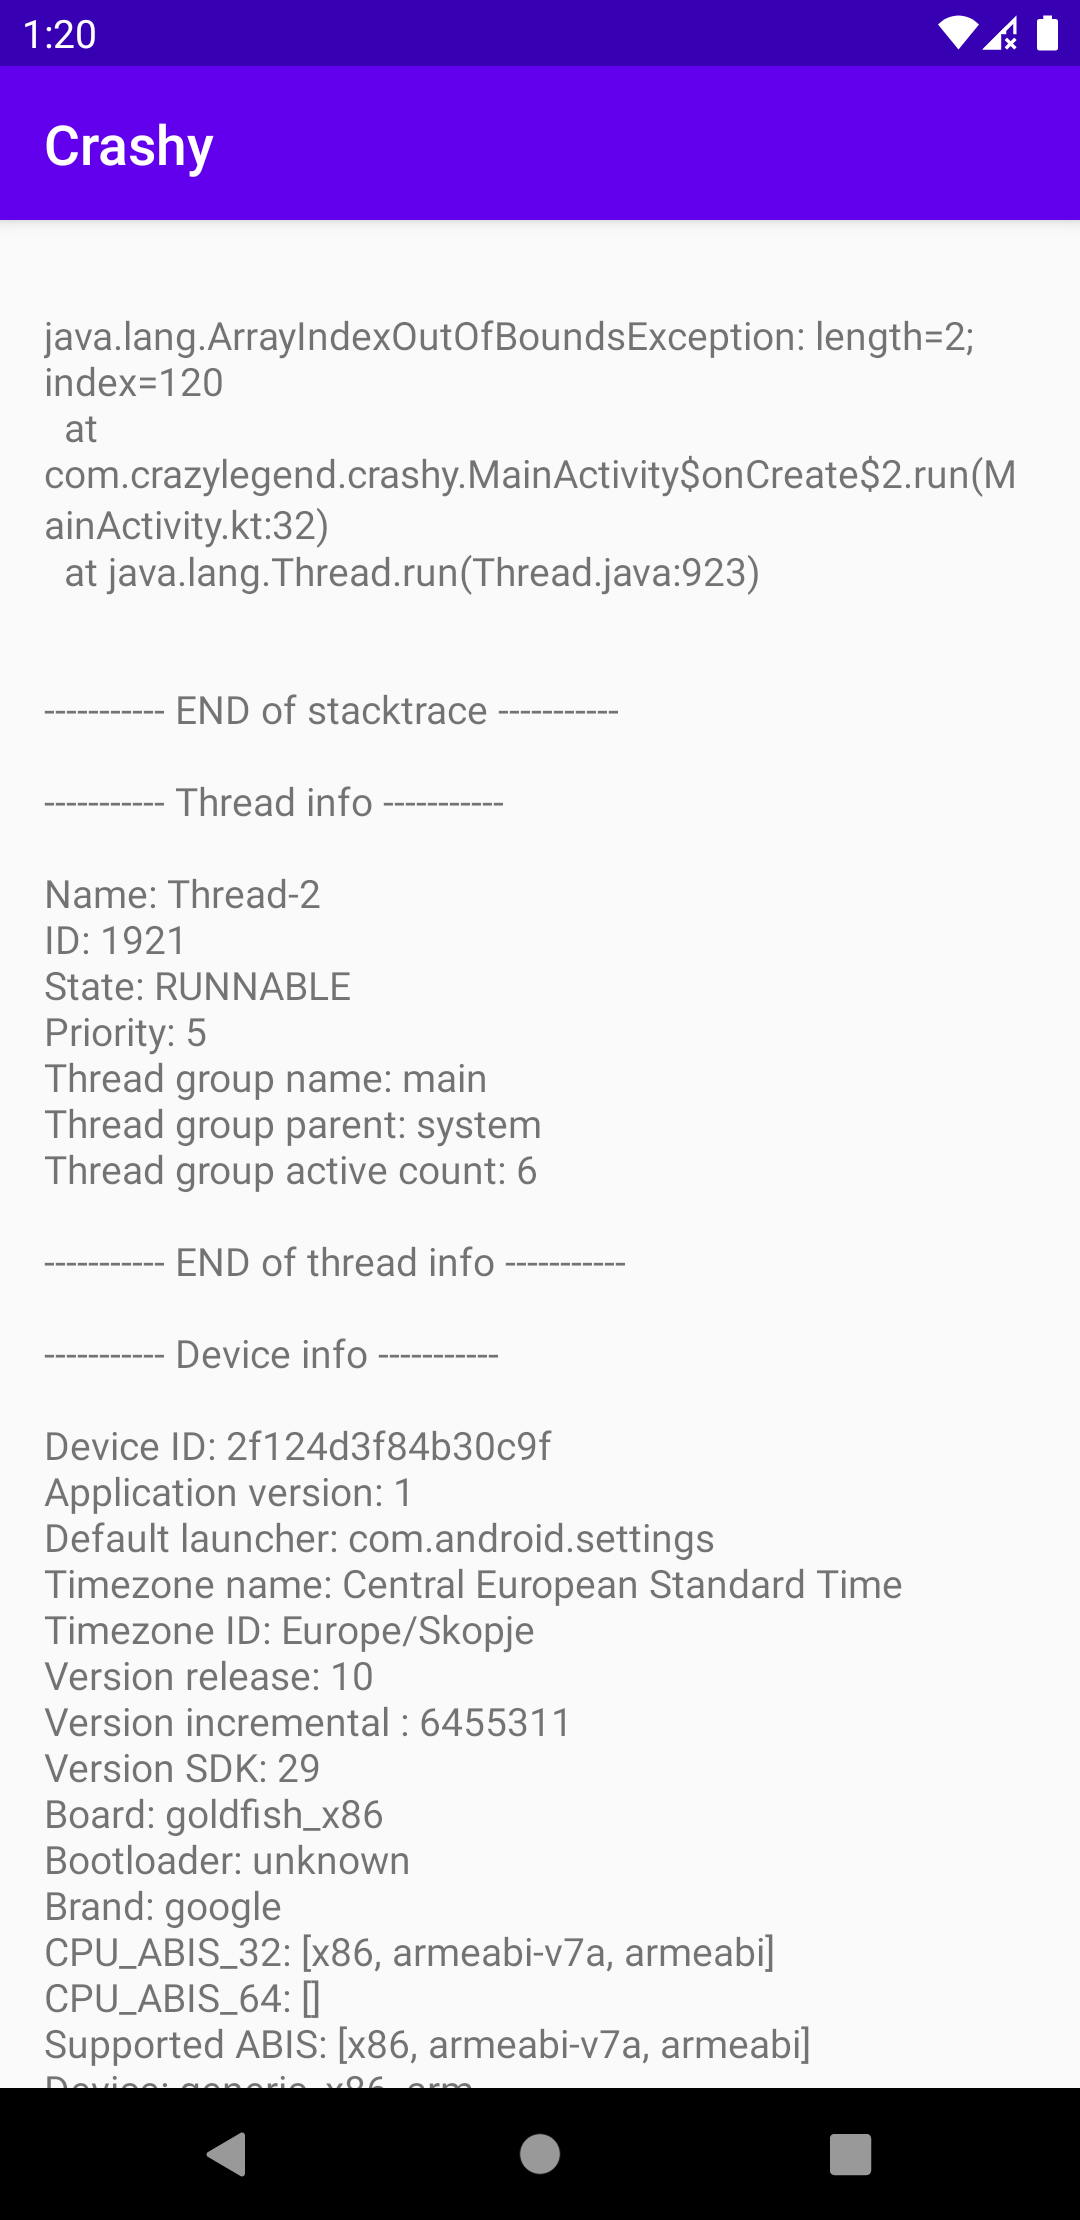 1:20
Crashy
java.lang.ArrayIndexOutOfBoundsException: length=2;
index=120
at
com.crazylegend.crashy.MainActivity$onCreate$2.run(M
ainActivity.kt:32)
at java.lang.Thread.run(Thread.java:923)
----------- END of stacktrace -----------
----------- Thread info -----------
Name: Thread-2
ID: 1921
State: RUNNABLE
Priority: 5
Thread group name: main
Thread group parent: system
Thread group active count: 6
----------- END of thread info -----------
----------- Device info -----------
Device ID: 2f124d3f84b30c9f
Application version: 1
Default launcher: com.android.settings
Timezone name: Central European Standard Time
Timezone ID: Europe/Skopje
Version release: 10
Version incremental : 6455311
Version SDK: 29
Board: goldfish_x86
Bootloader: unknown
Brand: google
CPU_ABIS_32: [x86, armeabi-v7a, armeabi]
CPU_ABIS_64: []
Supported ABIS: [x86, armeabi-v7a, armeabi]
Device: generic_x86_arm